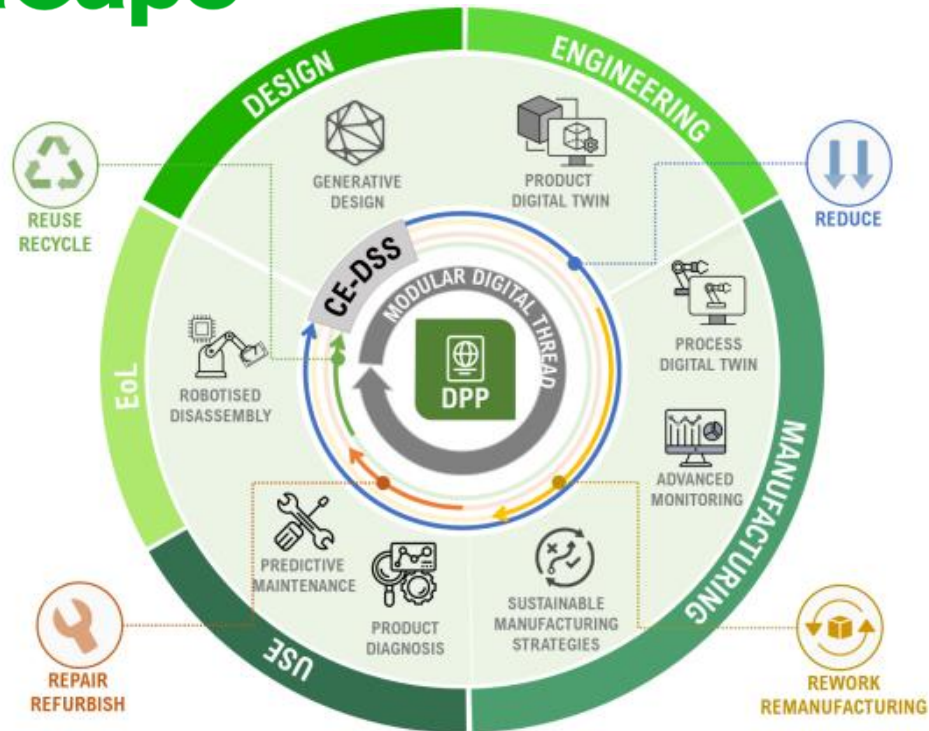 DESIGN
ENGINEERING
GENERATIVE
DESIGN
PRODUCT
DIGITAL TWIN
REUSE
RECYCLE
REDUCE
CE-DSS
MODULAR DIGITAL THREAD
DPP
EoL
ROBOTISED
DISASSEMBLY
PROCESS
DIGITAL TWIN
ADVANCED
MONITORING
MANUFACTURING
PREDICTIVE
MAINTENANCE
PRODUCT
DIAGNOSIS
SUSTAINABLE
MANUFACTURING
STRATEGIES
USE
REPAIR
REFURBISH
REWORK
REMANUFACTURING